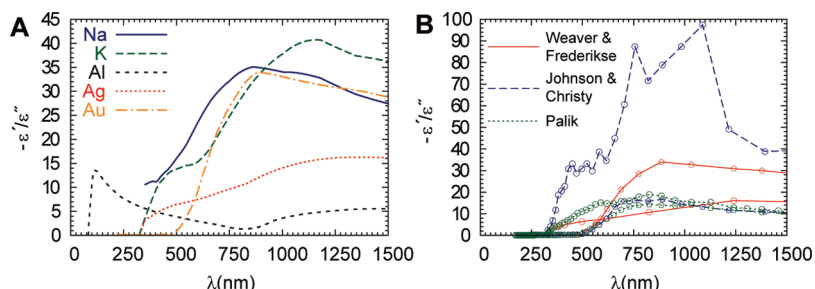 A
-ε′/ε″
45
40
35
30
25
20
15
10
5
0
Na
K
Al
Ag
Au
0 250 500 750 1000 1250 1500
λ(nm)
B
-ε′/ε″
100
90
80
70
60
50
40
30
20
10
0
Weaver &
Frederikse
Johnson &
Christy
Palik
0 250 500 750 1000 1250 1500
λ(nm)